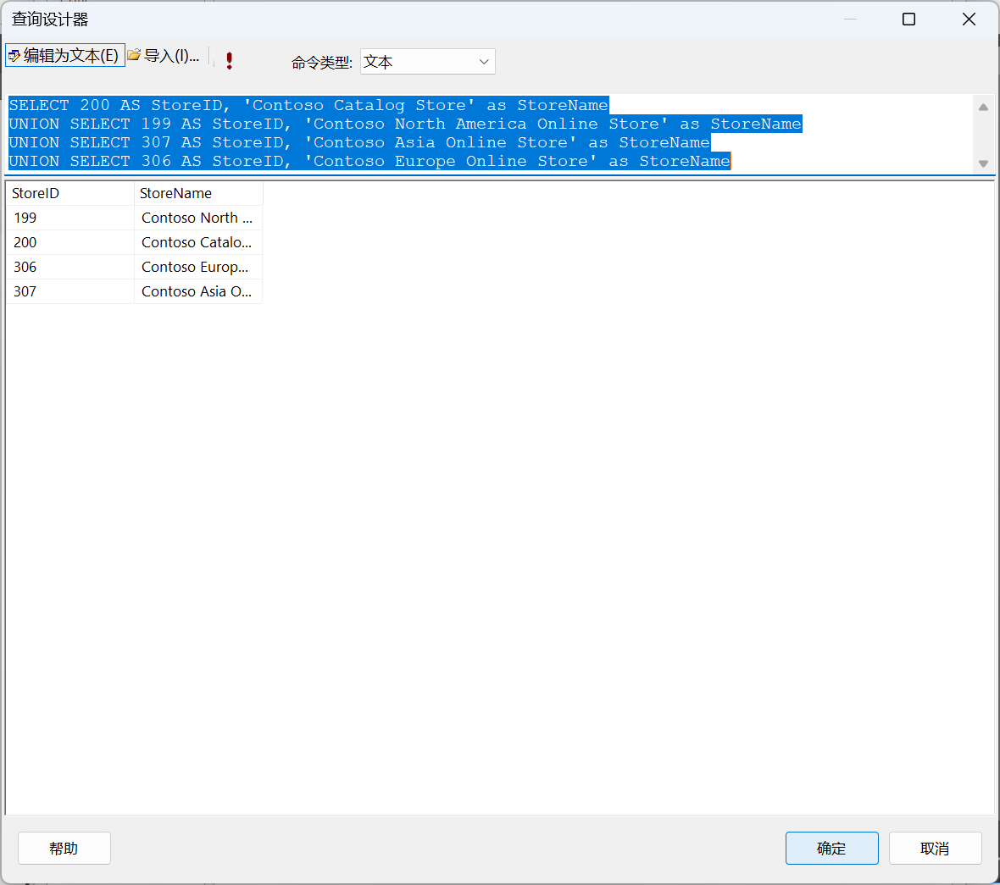 查询设计器
编辑为文本(E) 导入(I)... 命令类型: 文本
SELECT 200 AS StoreID, 'Contoso Catalog Store' as StoreName
UNION SELECT 199 AS StoreID, 'Contoso North America Online Store' as StoreName
UNION SELECT 307 AS StoreID, 'Contoso Asia Online Store' as StoreName
UNION SELECT 306 AS StoreID, 'Contoso Europe Online Store' as StoreName
StoreID StoreName
199 Contoso North ...
200 Contoso Catalo...
306 Contoso Europ...
307 Contoso Asia O...
帮助 确定 取消